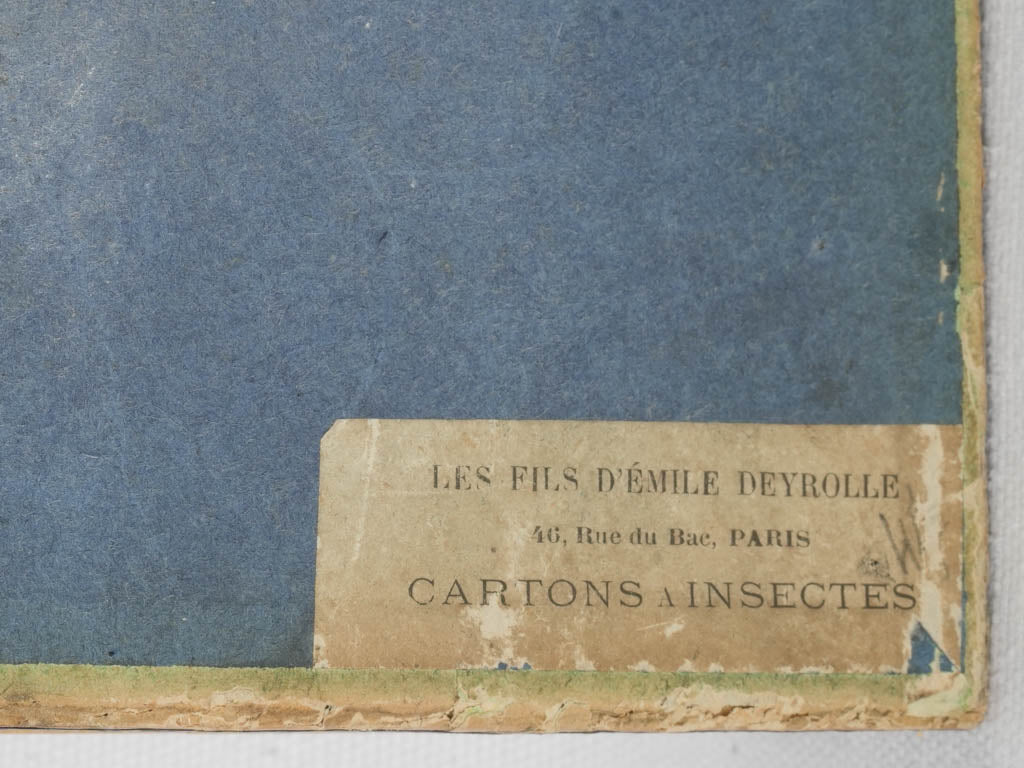 LES FILS D'ÉMILE DEYROLLE
46, Rue du Bac, PARIS
W
CARTONS A INSECTES